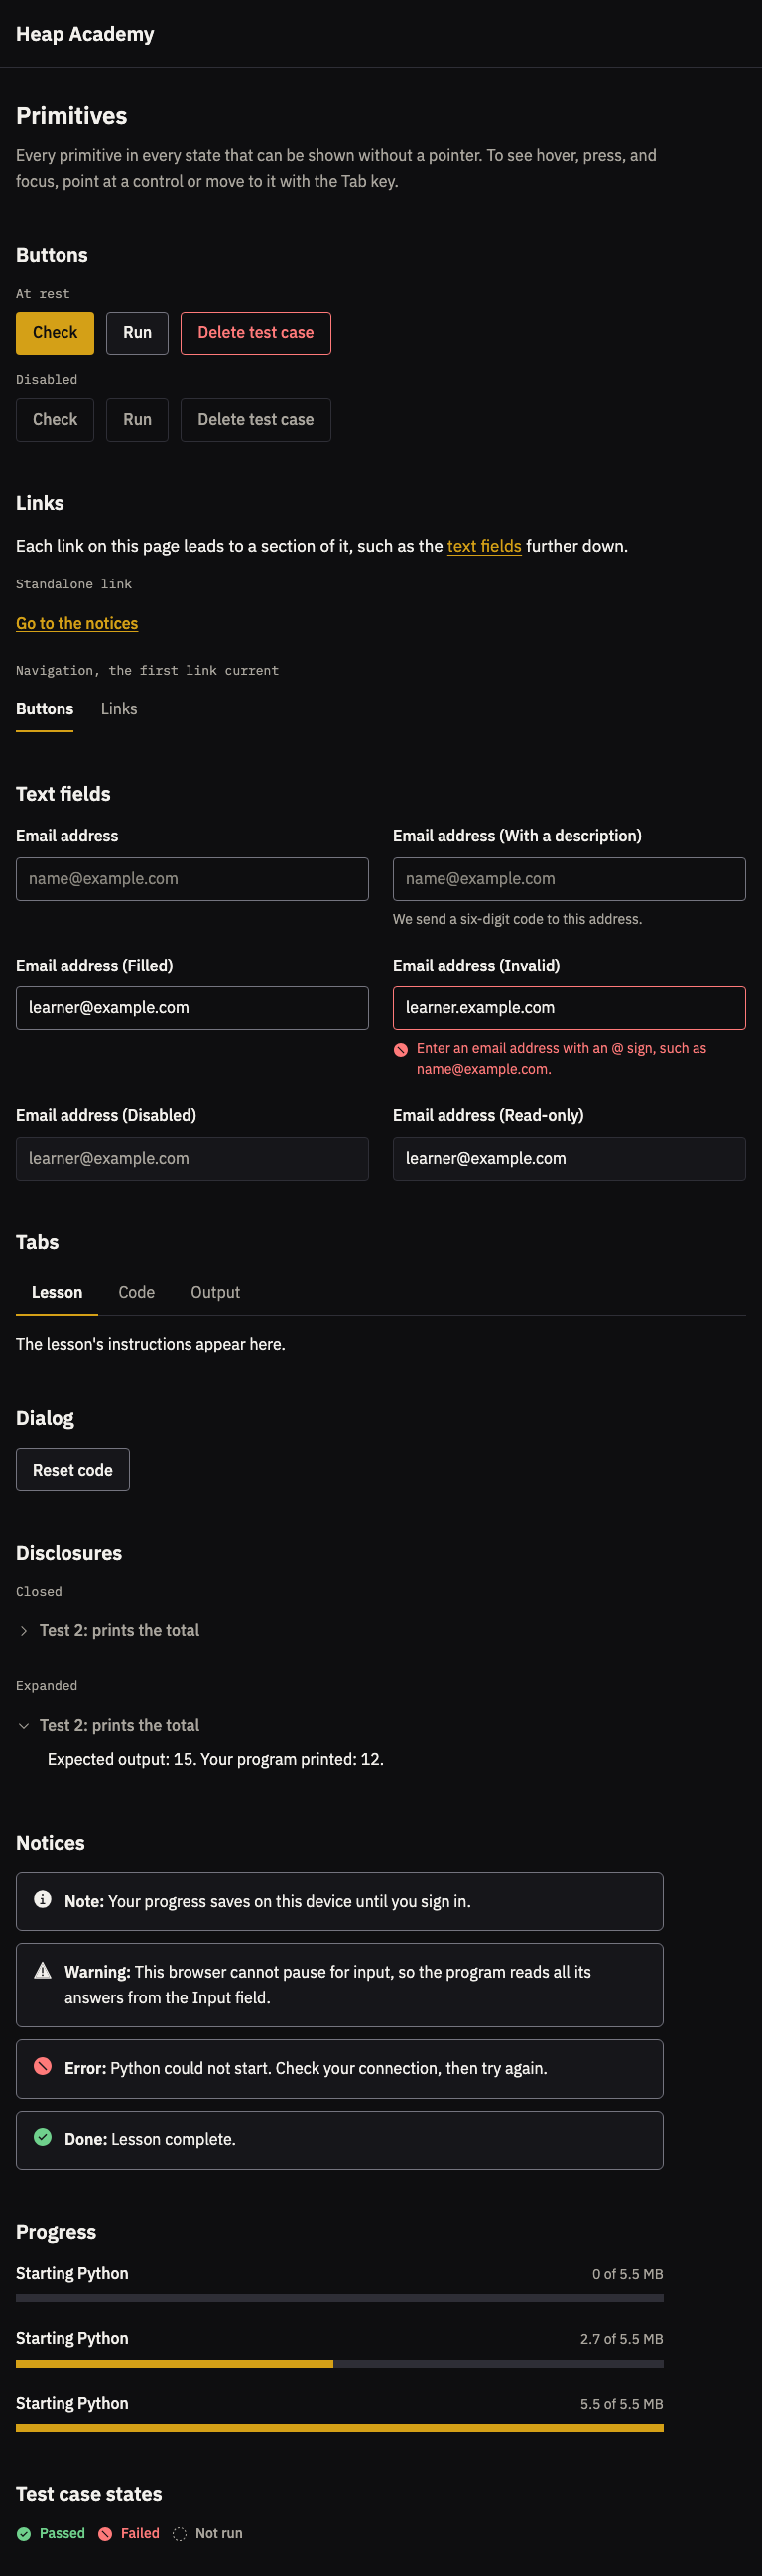 Heap Academy
Primitives
Every primitive in every state that can be shown without a pointer. To see hover, press, and
focus, point at a control or move to it with the Tab key.
Buttons
At rest
Check Run Delete test case
Disabled
Check Run Delete test case
Links
Each link on this page leads to a section of it, such as the text fields further down.
Standalone link
Go to the notices
Navigation, the first link current
Buttons Links
Text fields
Email address Email address (With a description)
name@example.com name@example.com
We send a six-digit code to this address.
Email address (Filled) Email address (Invalid)
learner@example.com learner.example.com
Enter an email address with an @ sign, such as
name@example.com.
Email address (Disabled) Email address (Read-only)
learner@example.com learner@example.com
Tabs
Lesson Code Output
The lesson's instructions appear here.
Dialog
Reset code
Disclosures
Closed
Test 2: prints the total
Expanded
Test 2: prints the total
Expected output: 15. Your program printed: 12.
Notices
Note: Your progress saves on this device until you sign in.
Warning: This browser cannot pause for input, so the program reads all its
answers from the Input field.
Error: Python could not start. Check your connection, then try again.
Done: Lesson complete.
Progress
Starting Python 0 of 5.5 MB
Starting Python 2.7 of 5.5 MB
Starting Python 5.5 of 5.5 MB
Test case states
Passed Failed Not run